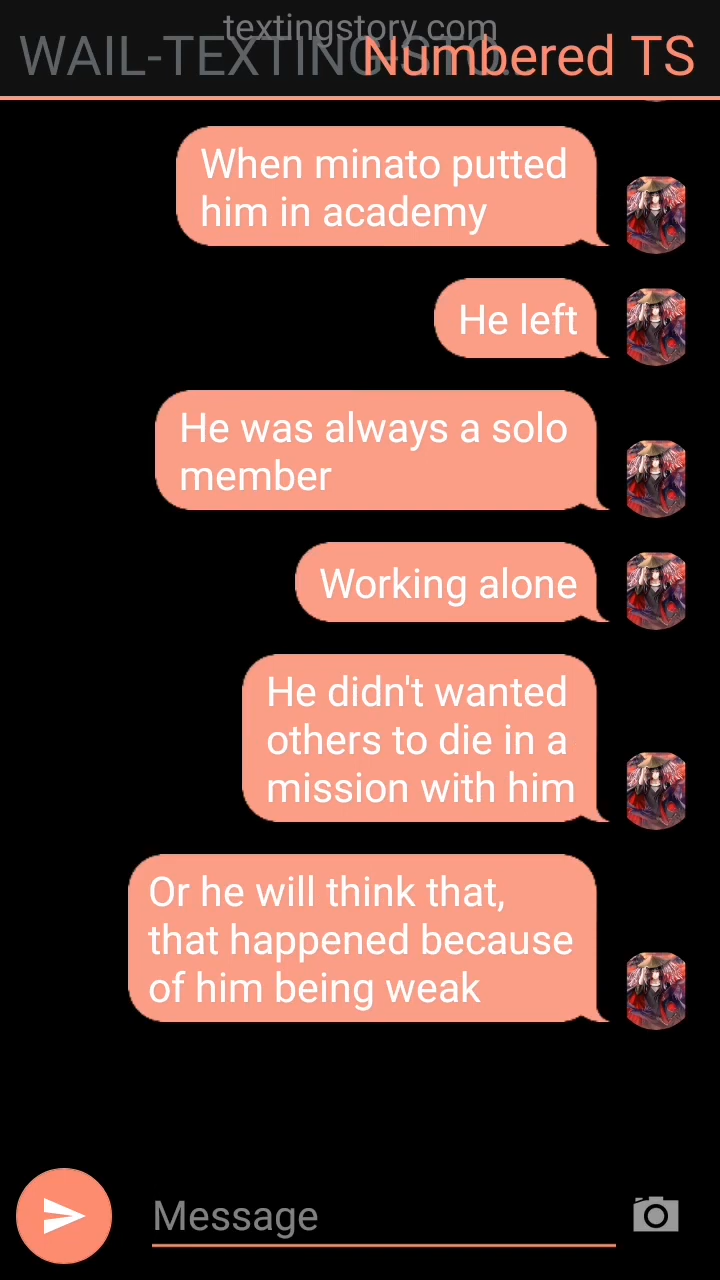 textingstory.com
WAIL-TEXTING-STO...
Numbered TS
When minato putted
him in academy
He left
He was always a solo
member
Working alone
He didn't wanted
others to die in a
mission with him
Or he will think that,
that happened because
of him being weak
Message